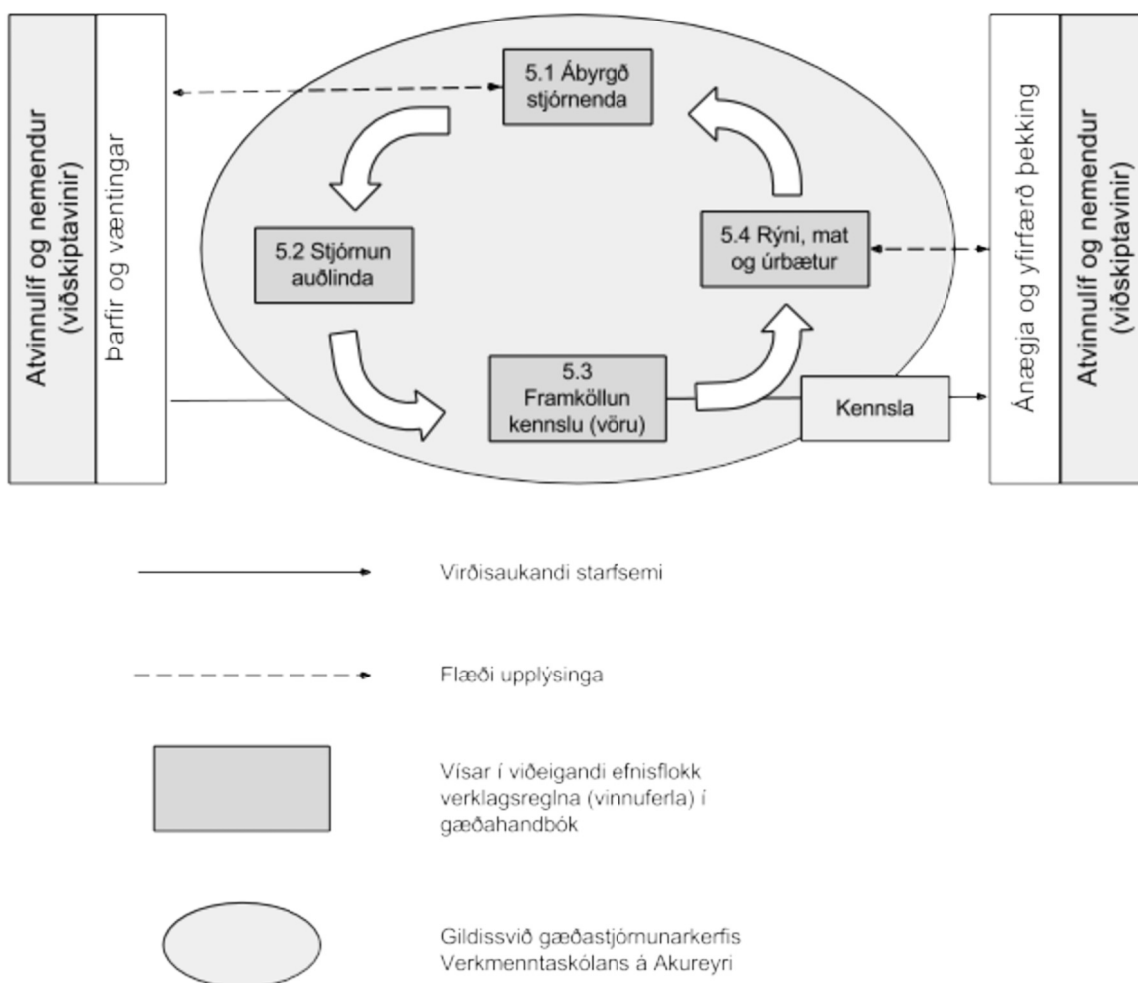 Atvinnulíf og nemendur
(viðskiptavinir)
Þarfir og væntingar
5.1 Ábyrgð
stjórnenda
5.2 Stjórnun
auðlinda
5.3
Framköllun
kennslu (vöru)
5.4 Rýni, mat
og úrbætur
Kennsla
Ánægja og yfirfærð þekking
Atvinnulíf og nemendur
(viðskiptavinir)
Virðisaukandi starfsemi
Flæði upplýsinga
Vísar í viðeigandi efnisflokk
verklagsreglna (vinnuferla) í
gæðahandbók
Gildissvið gæðastjórnunarkerfis
Verkmenntaskólans á Akureyri